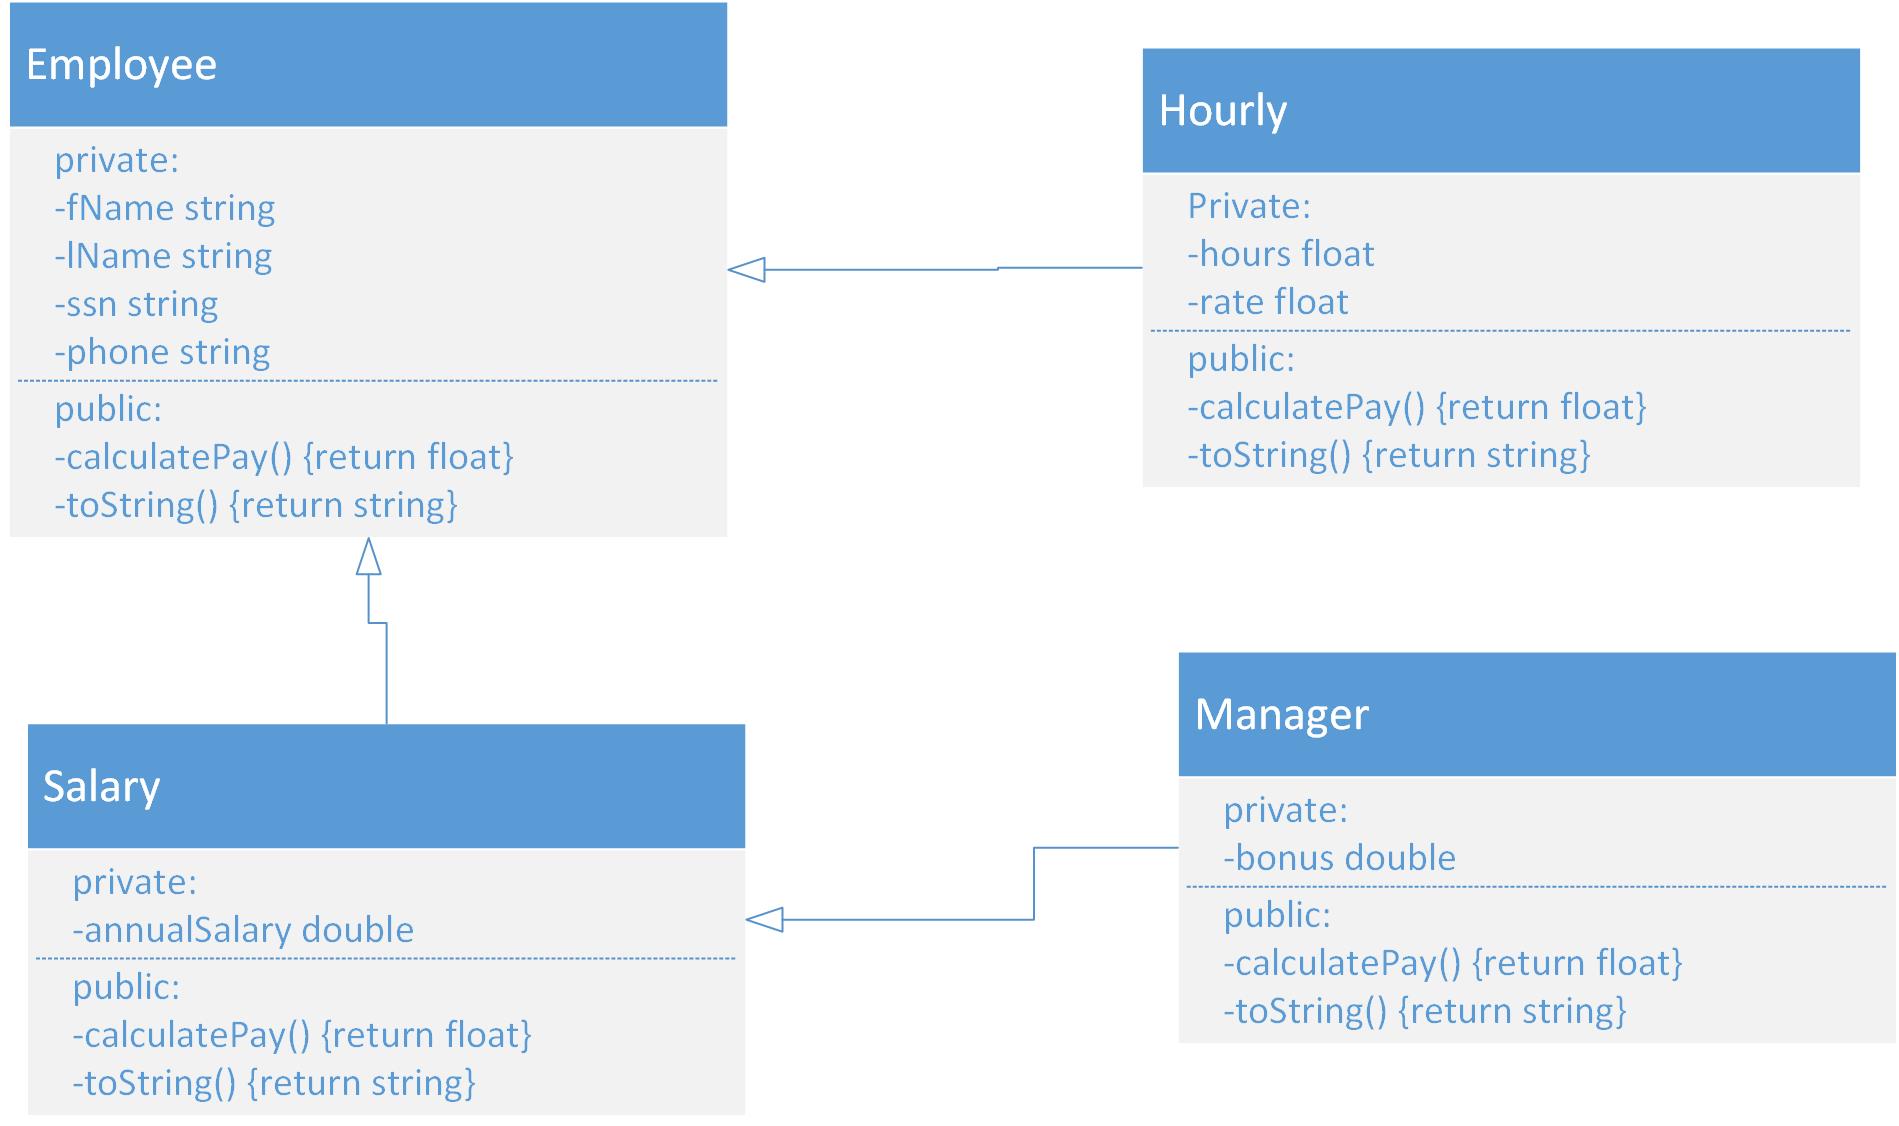 Employee
private:
-fName string
-lName string
-ssn string
-phone string
public:
-calculatePay() {return float}
-toString() {return string}
Hourly
Private:
-hours float
-rate float
public:
-calculatePay() {return float}
-toString() {return string}
Salary
private:
-annualSalary double
public:
-calculatePay() {return float}
-toString() {return string}
Manager
private:
-bonus double
public:
-calculatePay() {return float}
-toString() {return string}